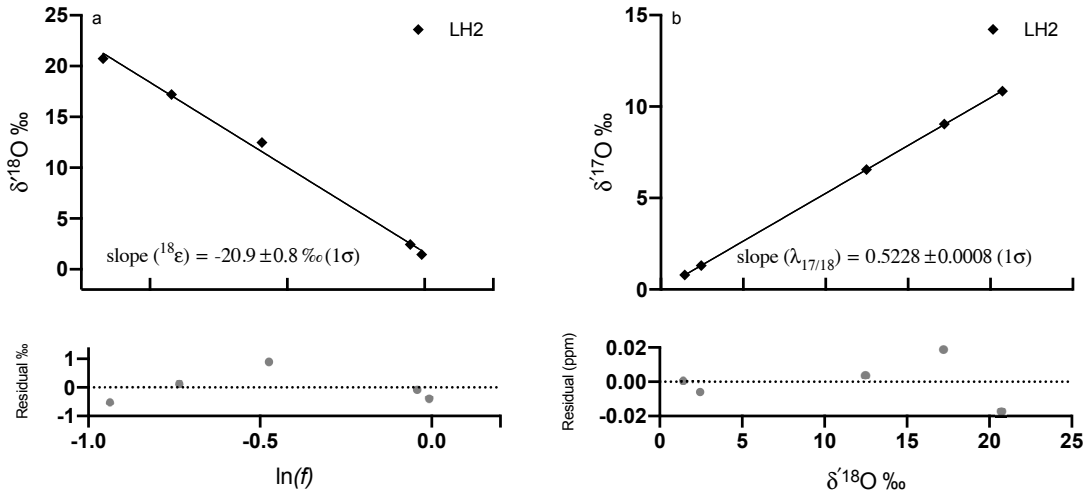 a
LH2
25
20
15
10
5
0
δ′18O ‰
slope (18ε) = -20.9 ±0.8 ‰ (1σ)
1
0
-1
Residual ‰
-1.0
-0.5
0.0
ln(f)
b
LH2
15
10
5
0
δ′17O ‰
slope (λ17/18) = 0.5228 ±0.0008 (1σ)
0.02
0.00
-0.02
Residual (ppm)
0
5
10
15
20
25
δ′18O ‰